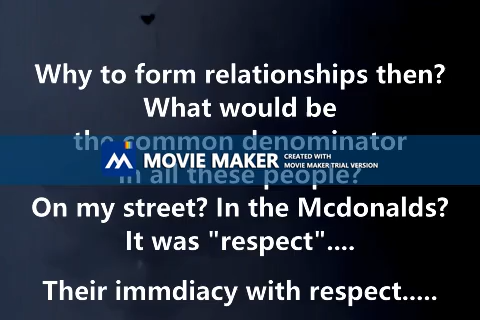 Why to form relationships then?
What would be
the common denominator
MOVIE MAKER CREATED WITH
MOVIE MAKER TRIAL VERSION
in all these people?
On my street? In the Mcdonalds?
It was "respect"....
Their immdiacy with respect.....